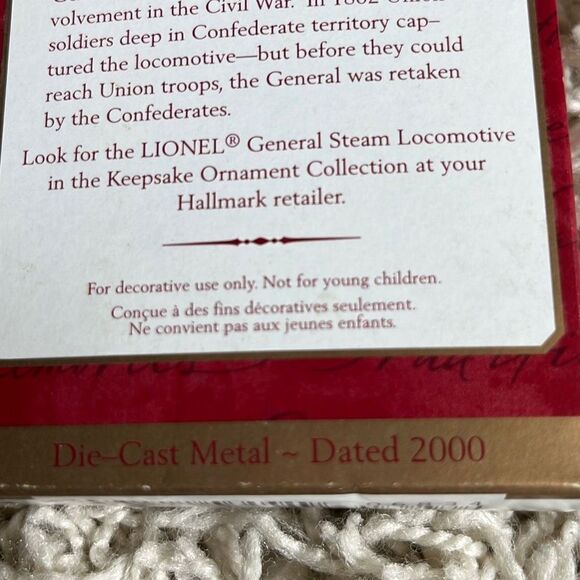 volvement in the Civil War. In 1862 Union
soldiers deep in Confederate territory cap–
tured the locomotive—but before they could
reach Union troops, the General was retaken
by the Confederates.
Look for the LIONEL® General Steam Locomotive
in the Keepsake Ornament Collection at your
Hallmark retailer.
For decorative use only. Not for young children.
Conçue à des fins décoratives seulement.
Ne convient pas aux jeunes enfants.
Die–Cast Metal ~ Dated 2000